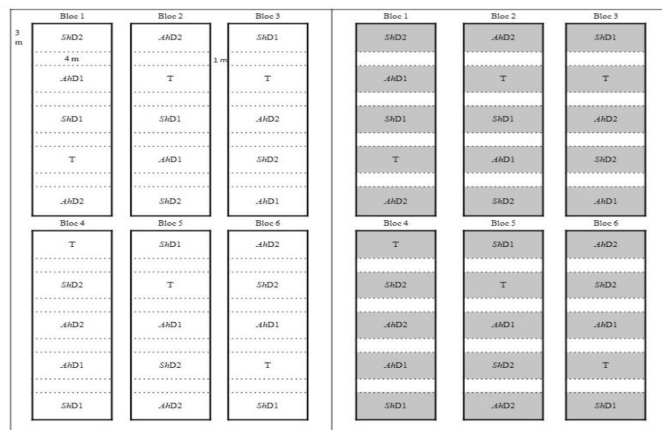 Bloc 1 Bloc 2 Bloc 3
3 m
ShD2 AhD2 ShD1
4 m
1 m
AhD1 T T
ShD1 ShD1 AhD2
T AhD1 ShD2
AhD2 ShD2 AhD1
Bloc 4 Bloc 5 Bloc 6
T ShD1 AhD2
ShD2 T ShD2
AhD2 AhD1 AhD1
AhD1 ShD2 T
ShD1 AhD2 ShD1
Bloc 1 Bloc 2 Bloc 3
ShD2 AhD2 ShD1
AhD1 T T
ShD1 ShD1 AhD2
T AhD1 ShD2
AhD2 ShD2 AhD1
Bloc 4 Bloc 5 Bloc 6
T ShD1 AhD2
ShD2 T ShD2
AhD2 AhD1 AhD1
AhD1 ShD2 T
ShD1 AhD2 ShD1